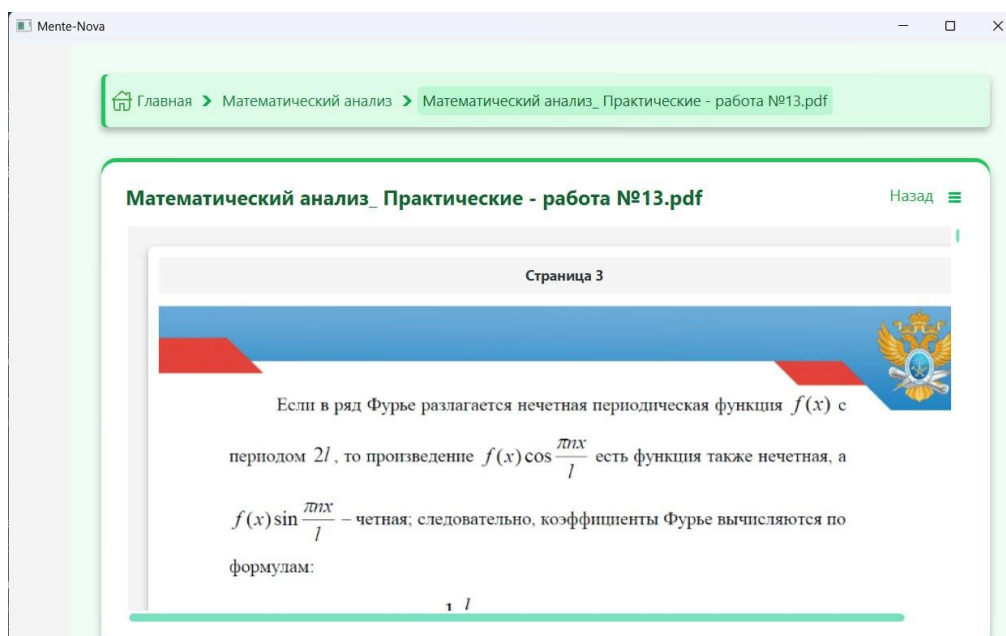 Mente-Nova
Главная > Математический анализ > Математический анализ_ Практические - работа №13.pdf
Математический анализ_ Практические - работа №13.pdf
Назад
Страница 3
Если в ряд Фурье разлагается нечетная периодическая функция f(x) с
периодом 2l, то произведение f(x) cos πnx/l есть функция также нечетная, а
f(x) sin πnx/l – четная; следовательно, коэффициенты Фурье вычисляются по
формулам:
1 l